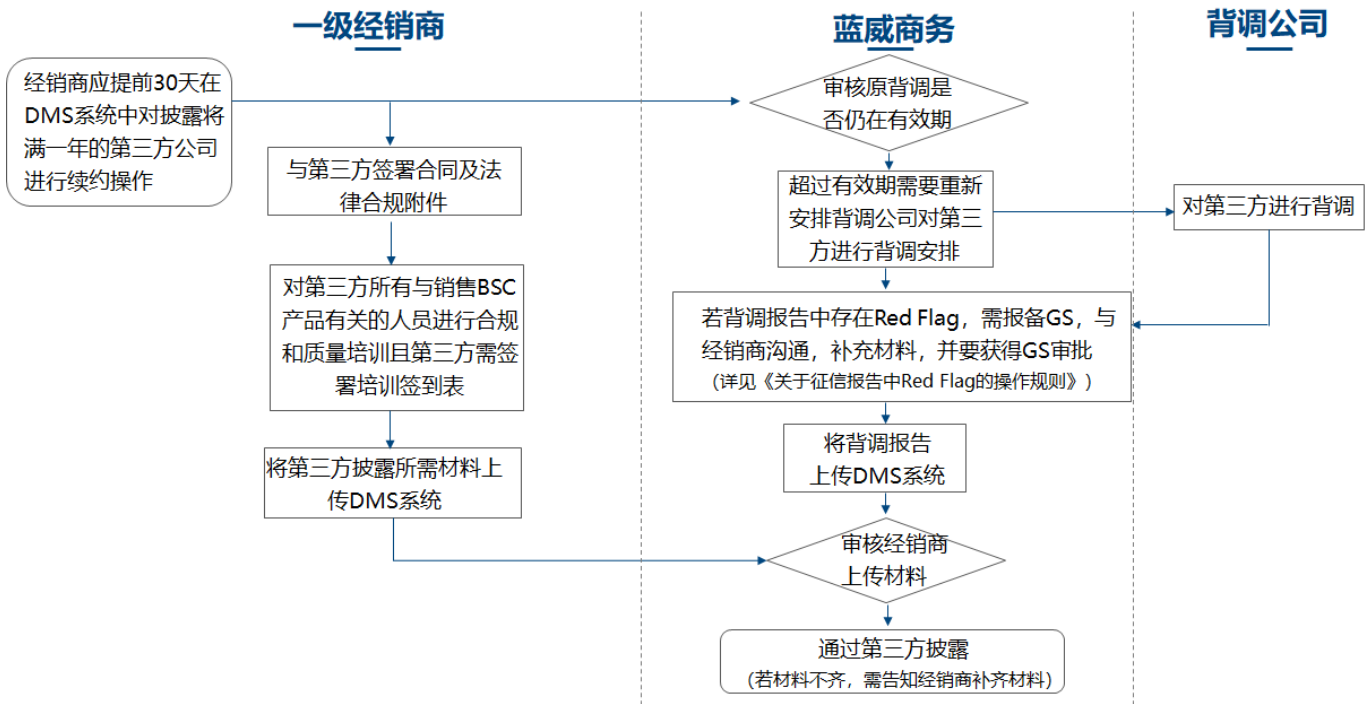 一级经销商
蓝威商务
背调公司
经销商应提前30天在
DMS系统中对披露将
满一年的第三方公司
进行续约操作
与第三方签署合同及法
律合规附件
对第三方所有与销售BSC
产品有关的人员进行合规
和质量培训且第三方需签
署培训签到表
将第三方披露所需材料上
传DMS系统
审核原背调是
否仍在有效期
超过有效期需要重新
安排背调公司对第三
方进行背调安排
对第三方进行背调
若背调报告中存在Red Flag，需报备GS，与
经销商沟通，补充材料，并要获得GS审批
（详见《关于征信报告中Red Flag的操作规则》）
将背调报告
上传DMS系统
审核经销商
上传材料
通过第三方披露
（若材料不齐，需告知经销商补齐材料）